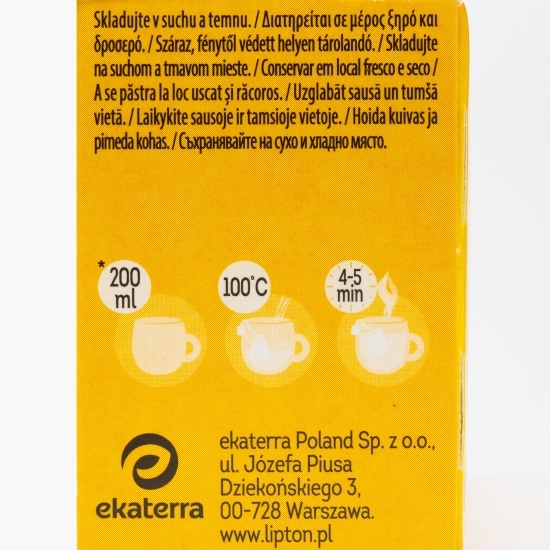 Skladujte v suchu a temnu. / Διατηρείται σε μέρος ξηρό και
δροσερό. / Száraz, fénytől védett helyen tárolandó. / Skladujte
na suchom a tmavom mieste. / Conservar em local fresco e seco /
A se păstra la loc uscat și răcoros. / Uzglabāt sausā un tumšā
vietā. / Laikykite sausoje ir tamsioje vietoje. / Hoida kuivas ja
pimeda kohas. / Съхранявайте на сухо и хладно място.
* 200
ml
100°C
4-5
min
ekaterra
ekaterra Poland Sp. z o.o.,
ul. Józefa Piusa
Dziekońskiego 3,
00-728 Warszawa.
www.lipton.pl